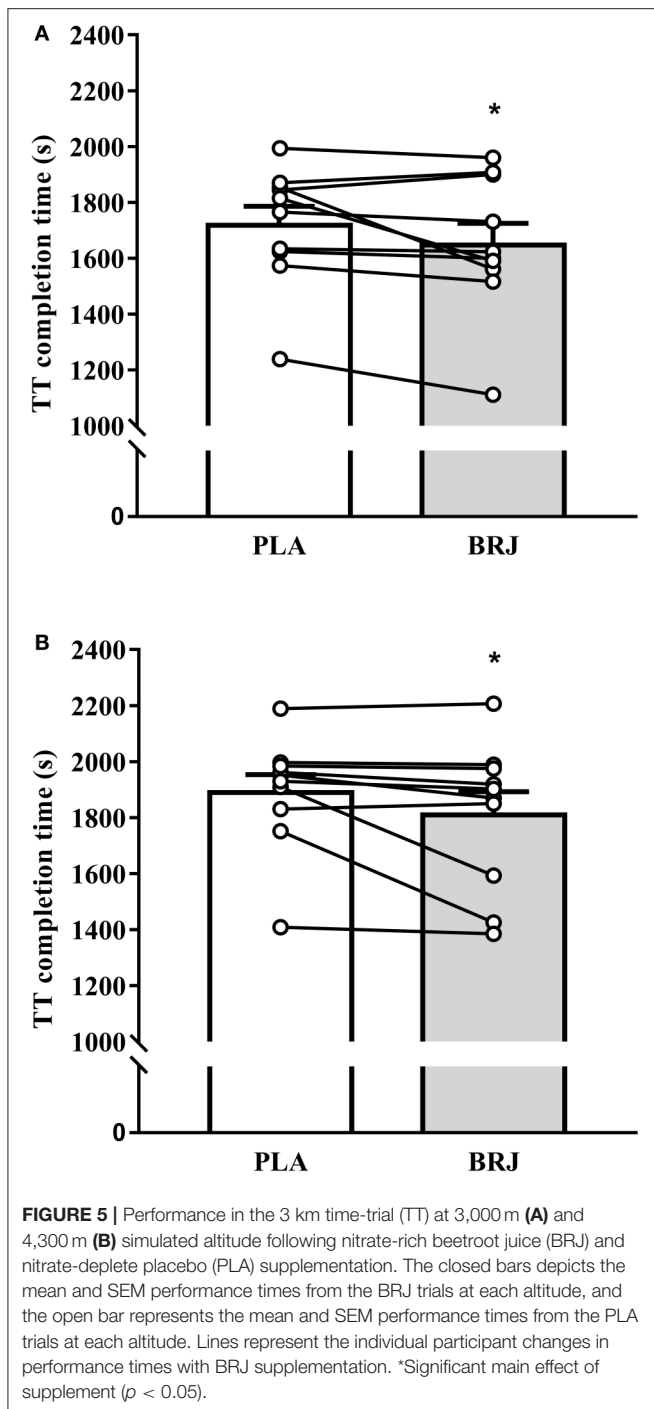 A
2400
2200
2000
1800
1600
1400
1200
1000
0
TT completion time (s)
*
PLA BRJ
B
2400
2200
2000
1800
1600
1400
1200
1000
0
TT completion time (s)
*
PLA BRJ
FIGURE 5 | Performance in the 3 km time-trial (TT) at 3,000 m (A) and
4,300 m (B) simulated altitude following nitrate-rich beetroot juice (BRJ) and
nitrate-deplete placebo (PLA) supplementation. The closed bars depicts the
mean and SEM performance times from the BRJ trials at each altitude, and
the open bar represents the mean and SEM performance times from the PLA
trials at each altitude. Lines represent the individual participant changes in
performance times with BRJ supplementation. *Significant main effect of
supplement (p < 0.05).